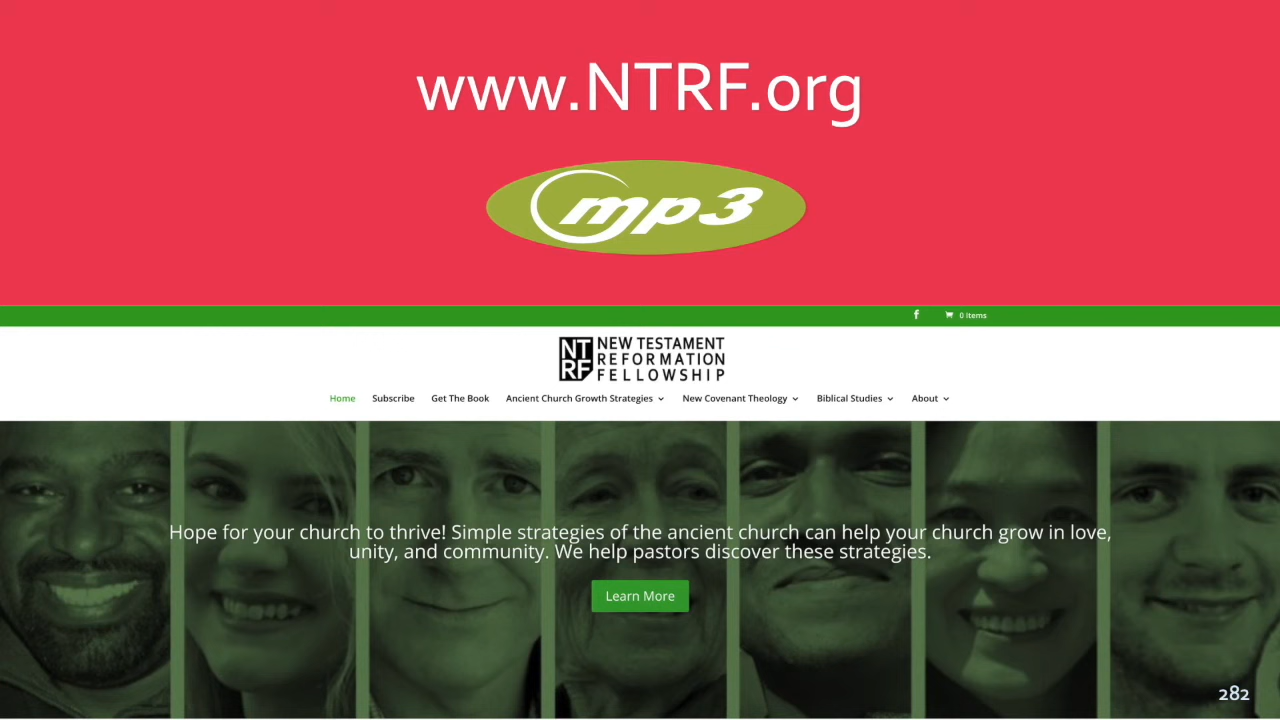 www.NTRF.org
mp3
0 Items
NT
RF
NEW TESTAMENT
REFORMATION
FELLOWSHIP
Home Subscribe Get The Book Ancient Church Growth Strategies New Covenant Theology Biblical Studies About
Hope for your church to thrive! Simple strategies of the ancient church can help your church grow in love,
unity, and community. We help pastors discover these strategies.
Learn More
282